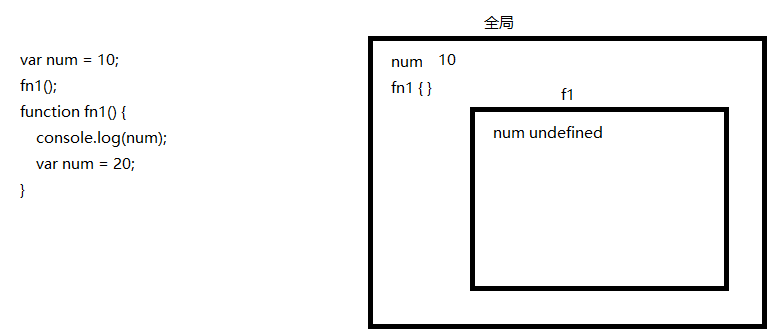 var num = 10;
fn1();
function fn1() {
console.log(num);
var num = 20;
}
全局
num 10
fn1 { }
f1
num undefined